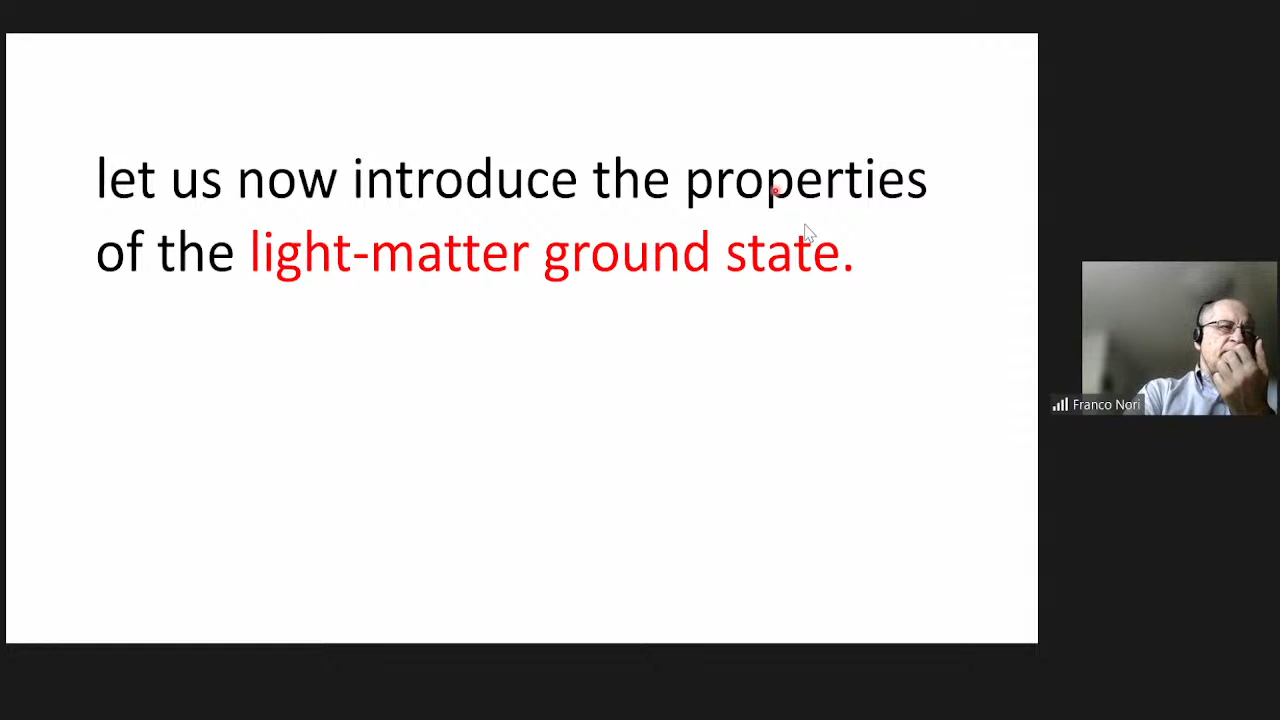 let us now introduce the properties
of the light-matter ground state.
Franco Nori